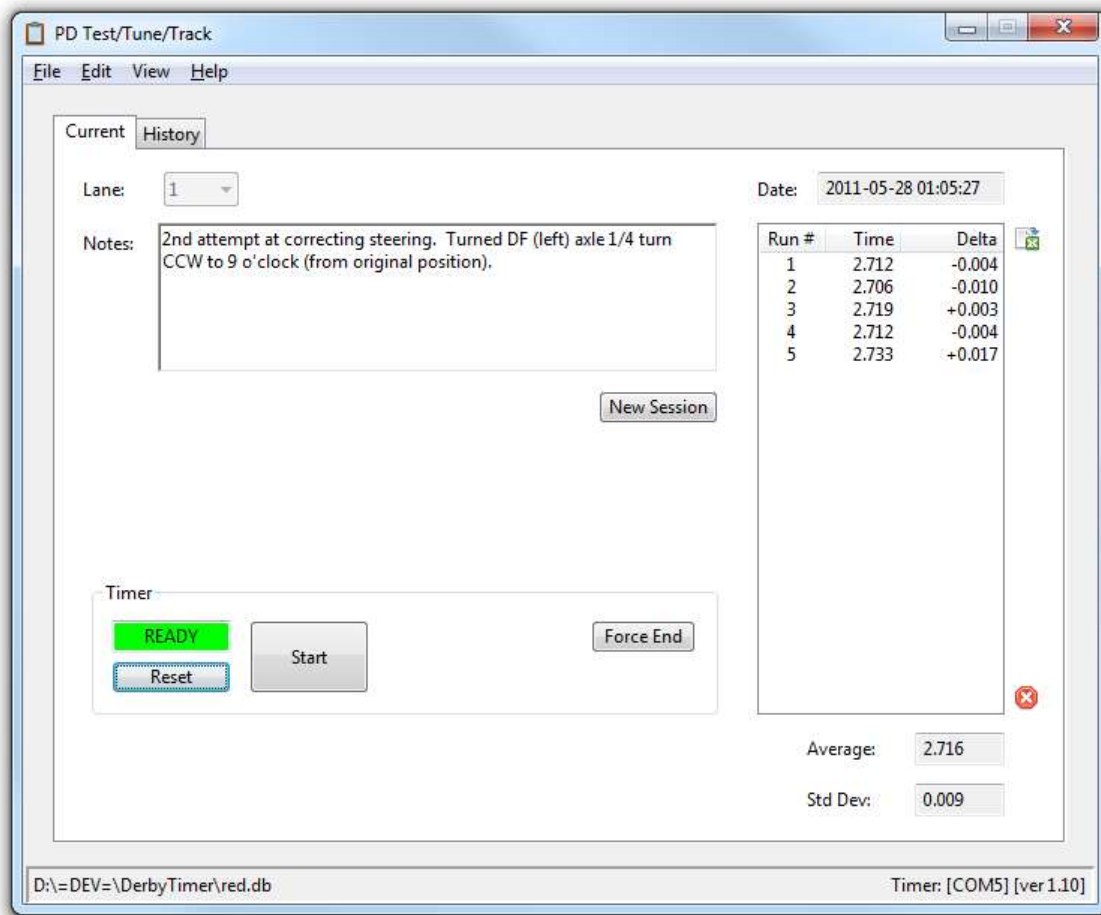 PD Test/Tune/Track
File Edit View Help
Current History
Lane: 1 Date: 2011-05-28 01:05:27
Notes: 2nd attempt at correcting steering. Turned DF (left) axle 1/4 turn
CCW to 9 o'clock (from original position).
Run # Time Delta
1 2.712 -0.004
2 2.706 -0.010
3 2.719 +0.003
4 2.712 -0.004
5 2.733 +0.017
New Session
Timer
READY
Reset
Start
Force End
Average: 2.716
Std Dev: 0.009
D:\=DEV=\DerbyTimer\red.db Timer: [COM5] [ver 1.10]